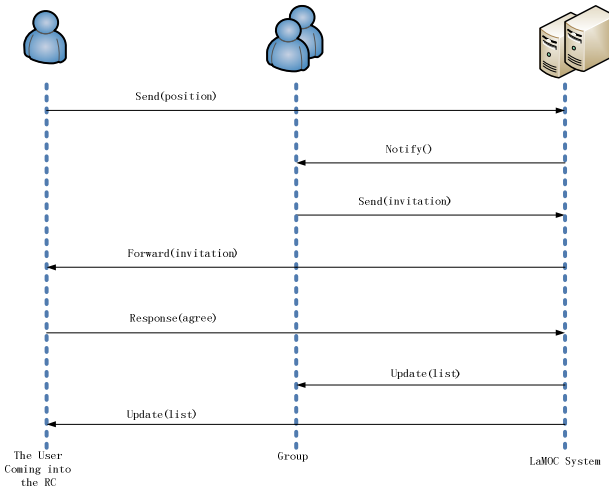 Send(position)
Notify()
Send(invitation)
Forward(invitation)
Response(agree)
Update(list)
Update(list)
The User
Coming into
the RC
Group
LaMOC System